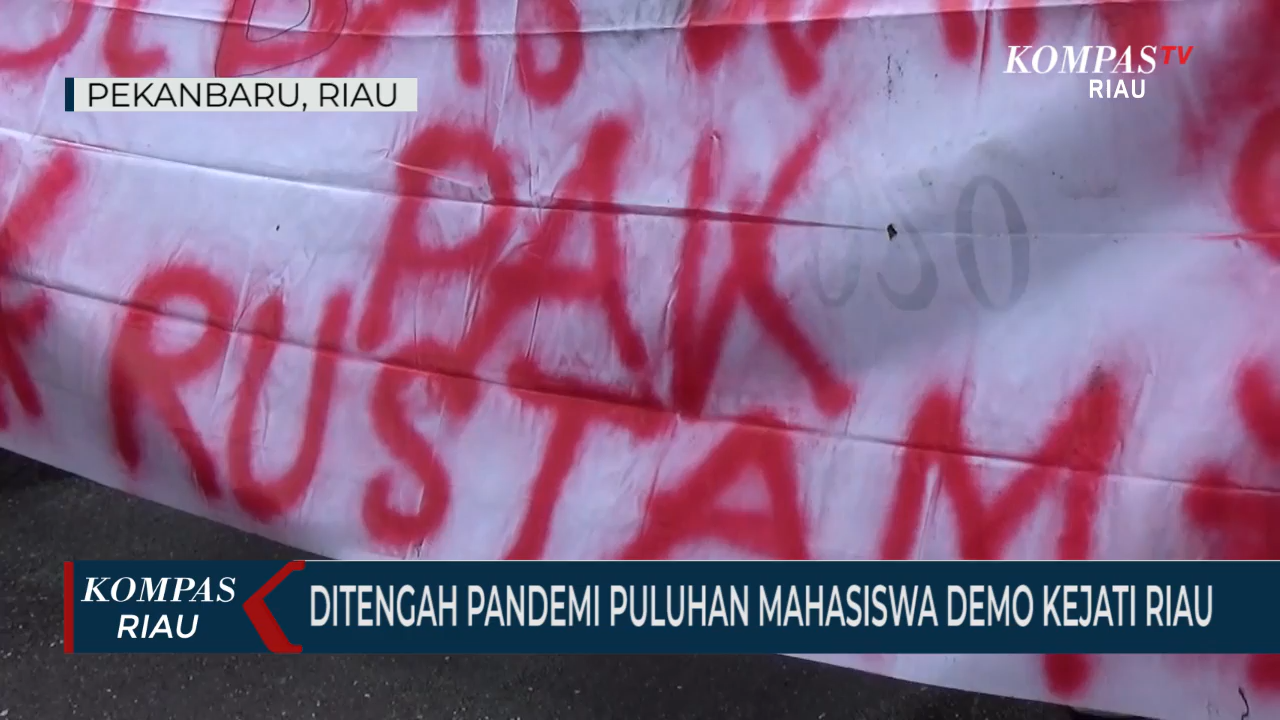 KOMPAS TV
RIAU
PEKANBARU, RIAU
PAK
RUSTAM
KOMPAS
RIAU
DITENGAH PANDEMI PULUHAN MAHASISWA DEMO KEJATI RIAU